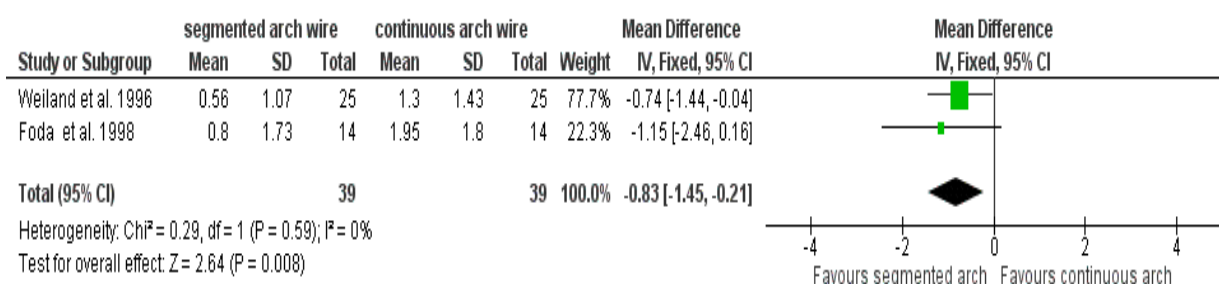 segmented arch wire continuous arch wire Mean Difference Mean Difference
Study or Subgroup Mean SD Total Mean SD Total Weight IV, Fixed, 95% CI IV, Fixed, 95% CI
Weiland et al. 1996 0.56 1.07 25 1.3 1.43 25 77.7% -0.74 [-1.44, -0.04]
Foda et al. 1998 0.8 1.73 14 1.95 1.8 14 22.3% -1.15 [-2.46, 0.16]
Total (95% CI) 39 39 100.0% -0.83 [-1.45, -0.21]
Heterogeneity: Chi² = 0.29, df = 1 (P = 0.59); I² = 0%
Test for overall effect: Z = 2.64 (P = 0.008)
-4 -2 0 2 4
Favours segmented arch Favours continuous arch